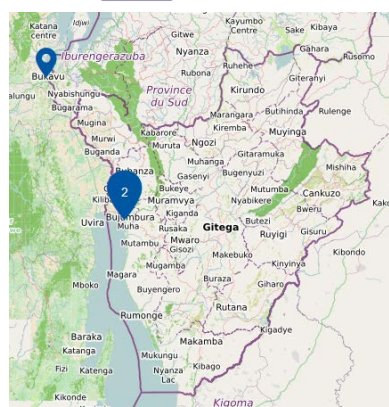 Katana
centre
Idjwi
Iburengerazuba
Kayumbo
Centre
Sake
Kibaya
Gitwe
Nyanza
Gahara
Rusomo
Bukavu
Rubona
Ruhehe
Nyabishungu
Province
du Sud
Kirundo
Giteranyi
Bugarama
Marangara
Butihinda
Rulenge
Mugina
Kabarore
Kiremba
Muyinga
Murwi
Muruta
Ngozi
Buganda
Muhanga
Gitaramuka
Gasenyi
Bugenyuzi
Mishiha
Bukeye
Mutumba
Cankuzo
2
Muramvya
Nyabikere
Bweru
Bujumbura
Kiganda
Butezi
Uvira
Muha
Rusaka
Gitega
Ruyigi
Gisuru
Mutambu
Mwaro
Gisozi
Makebuko
Kibondo
Mugamba
Kinyinya
Magara
Mboko
Buyengero
Buraza
Giharo
Rutana
Rumonge
Kigadye
Baraka
Makamba
Katanga
Mukungu
Fizi
Katenga
Nyanza
Lac
Kibago
Kikonde
Kigoma